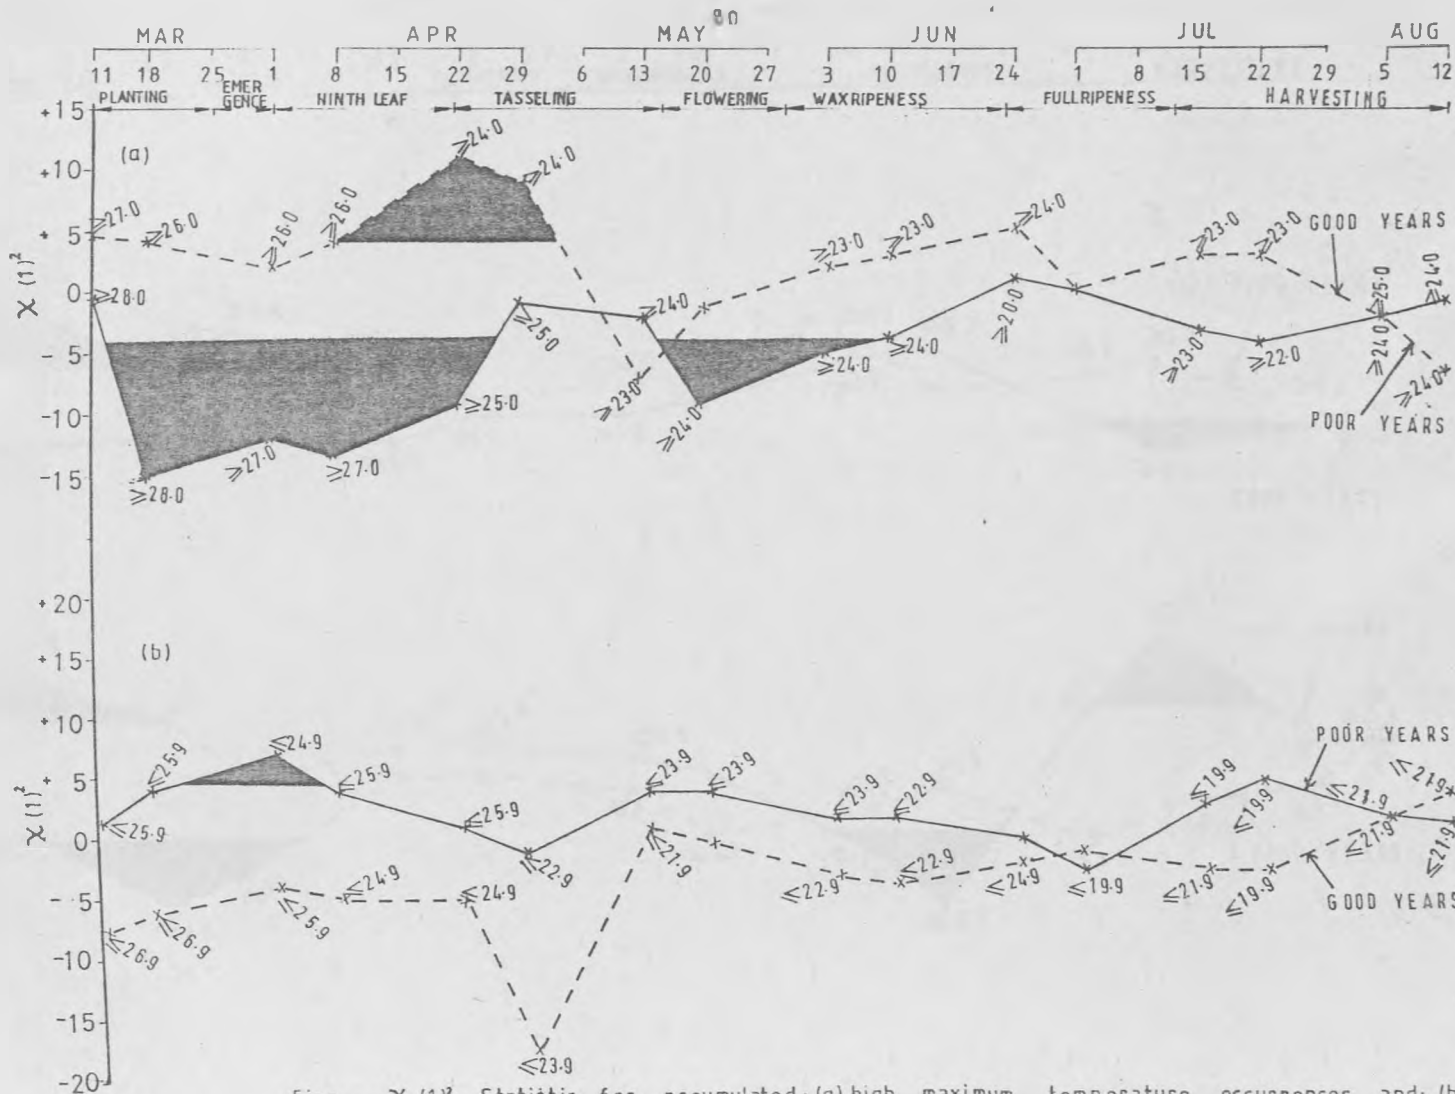 80
MAR APR MAY JUN JUL AUG
11 18 25 1 8 15 22 29 6 13 20 27 3 10 17 24 1 8 15 22 29 5 12
PLANTING EMER GENCE NINTH LEAF TASSELING FLOWERING WAXRIPENESS FULLRIPENESS HARVESTING
+15
(a)
+10
+ 5
0
- 5
-10
-15
χ (1)²
⩾27·0 ⩾26·0 ⩾26·0 ⩾26·0 ⩾24·0 ⩾24·0 ⩾23·0 ⩾23·0 ⩾23·0 ⩾24·0 ⩾23·0 ⩾23·0 ⩾24·0 ⩾24·0
GOOD YEARS
⩾28·0 ⩾28·0 ⩾27·0 ⩾27·0 ⩾25·0 ⩾25·0 ⩾24·0 ⩾24·0 ⩾24·0 ⩾24·0 ⩾20·0 ⩾23·0 ⩾22·0 ⩾25·0 ⩾24·0
POOR YEARS
+ 20
+ 15
(b)
+ 10
+ 5
0
- 5
-10
-15
-20
χ (1)²
⩽25·9 ⩽25·9 ⩽24·9 ⩽25·9 ⩽25·9 ⩽22·9 ⩽23·9 ⩽23·9 ⩽23·9 ⩽22·9 ⩽19·9 ⩽19·9 ⩽19·9 ⩽21·9 ⩽21·9
POOR YEARS
⩽26·9 ⩽26·9 ⩽25·9 ⩽24·9 ⩽24·9 ⩽23·9 ⩽21·9 ⩽22·9 ⩽22·9 ⩽24·9 ⩽21·9 ⩽19·9 ⩽21·9 ⩽21·9
GOOD YEARS
χ (1)² Statistic for accumulated: (a) high maximum temperature occurrences and: (b